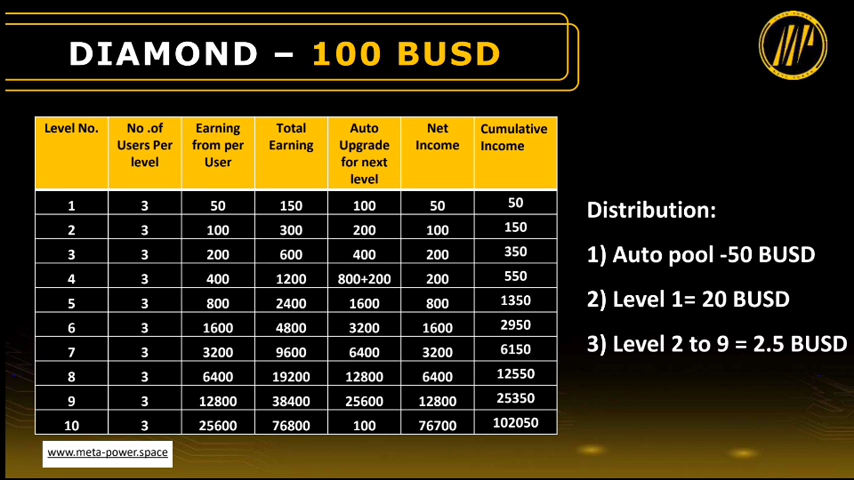 DIAMOND – 100 BUSD
Level No. No .of Users Per level Earning from per User Total Earning Auto Upgrade for next level Net Income Cumulative Income
1 3 50 150 100 50 50
2 3 100 300 200 100 150
3 3 200 600 400 200 350
4 3 400 1200 800+200 200 550
5 3 800 2400 1600 800 1350
6 3 1600 4800 3200 1600 2950
7 3 3200 9600 6400 3200 6150
8 3 6400 19200 12800 6400 12550
9 3 12800 38400 25600 12800 25350
10 3 25600 76800 100 76700 102050
Distribution:
1) Auto pool -50 BUSD
2) Level 1= 20 BUSD
3) Level 2 to 9 = 2.5 BUSD
www.meta-power.space